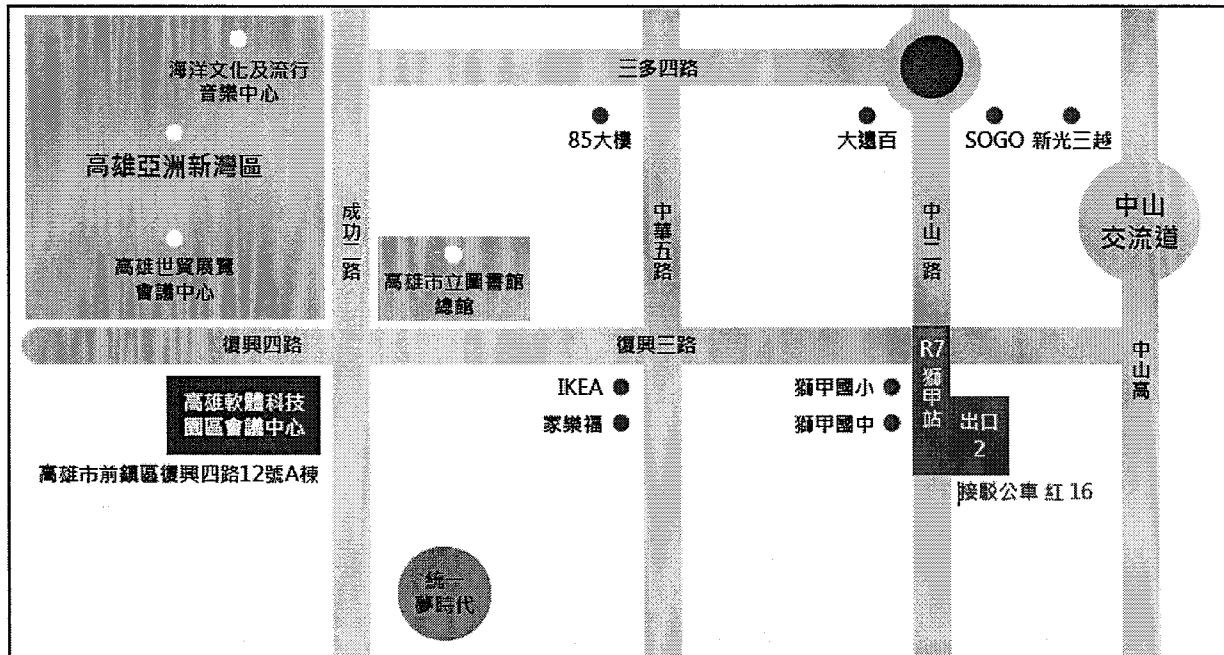 海洋文化及流行
音樂中心
三多四路
85大樓
大遠百
SOGO 新光三越
高雄亞洲新灣區
成功二路
中華五路
中山二路
中山
交流道
高雄世貿展覽
會議中心
高雄市立圖書館
總館
復興四路
復興三路
R7
獅甲站
中山高
IKEA
家樂福
獅甲國小
獅甲國中
出口
2
高雄軟體科技
園區會議中心
高雄市前鎮區復興四路12號A棟
接駁公車 紅 16
統一
夢時代